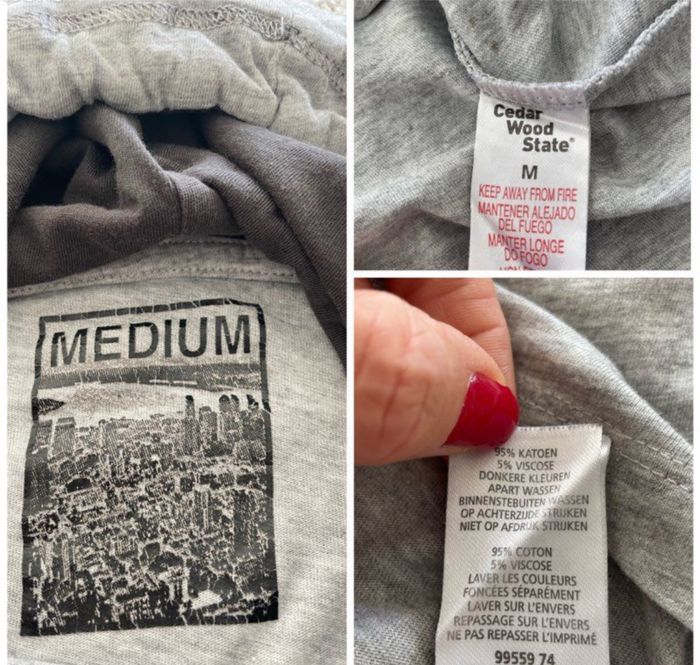 MEDIUM
Cedar
Wood
State®
M
KEEP AWAY FROM FIRE
MANTENER ALEJADO
DEL FUEGO
MANTER LONGE
DO FOGO
95% KATOEN
5% VISCOSE
DONKERE KLEUREN
APART WASSEN
BINNENSTEBUITEN WASSEN
OP ACHTERZIJDE STRIJKEN
NIET OP AFDRUK STRIJKEN
95% COTON
5% VISCOSE
LAVER LES COULEURS
FONCÉES SÉPARÉMENT
LAVER SUR L'ENVERS
REPASSAGE SUR L'ENVERS
NE PAS REPASSER L'IMPRIMÉ
99559 74